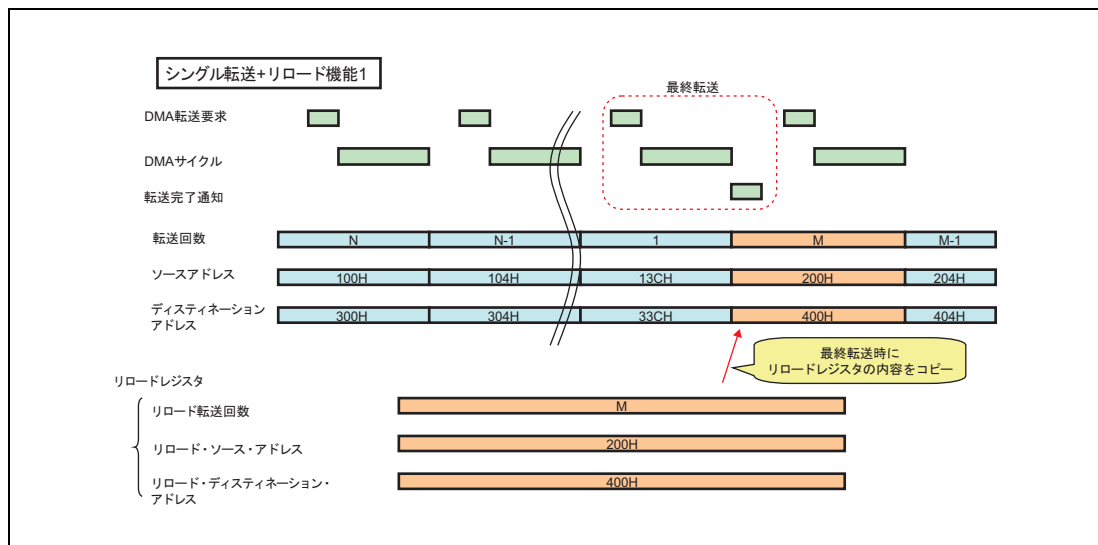 シングル転送+リロード機能1
最終転送
DMA転送要求
DMAサイクル
転送完了通知
転送回数 N N-1 1 M M-1
ソースアドレス 100H 104H 13CH 200H 204H
ディスティネーション
アドレス 300H 304H 33CH 400H 404H
最終転送時に
リロードレジスタの内容をコピー
リロードレジスタ
リロード転送回数 M
リロード・ソース・アドレス 200H
リロード・ディスティネーション・
アドレス 400H